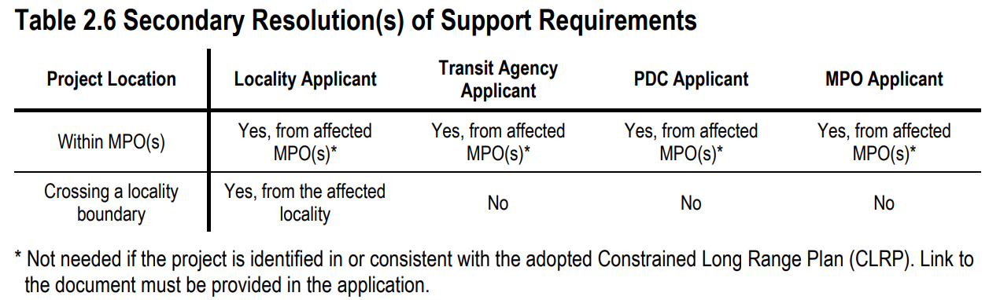 Table 2.6 Secondary Resolution(s) of Support Requirements
Project Location
Locality Applicant
Transit Agency
Applicant
PDC Applicant
MPO Applicant
Within MPO(s)
Yes, from affected
MPO(s)*
Yes, from affected
MPO(s)*
Yes, from affected
MPO(s)*
Yes, from affected
MPO(s)*
Crossing a locality
boundary
Yes, from the affected
locality
No
No
No
* Not needed if the project is identified in or consistent with the adopted Constrained Long Range Plan (CLRP). Link to
the document must be provided in the application.